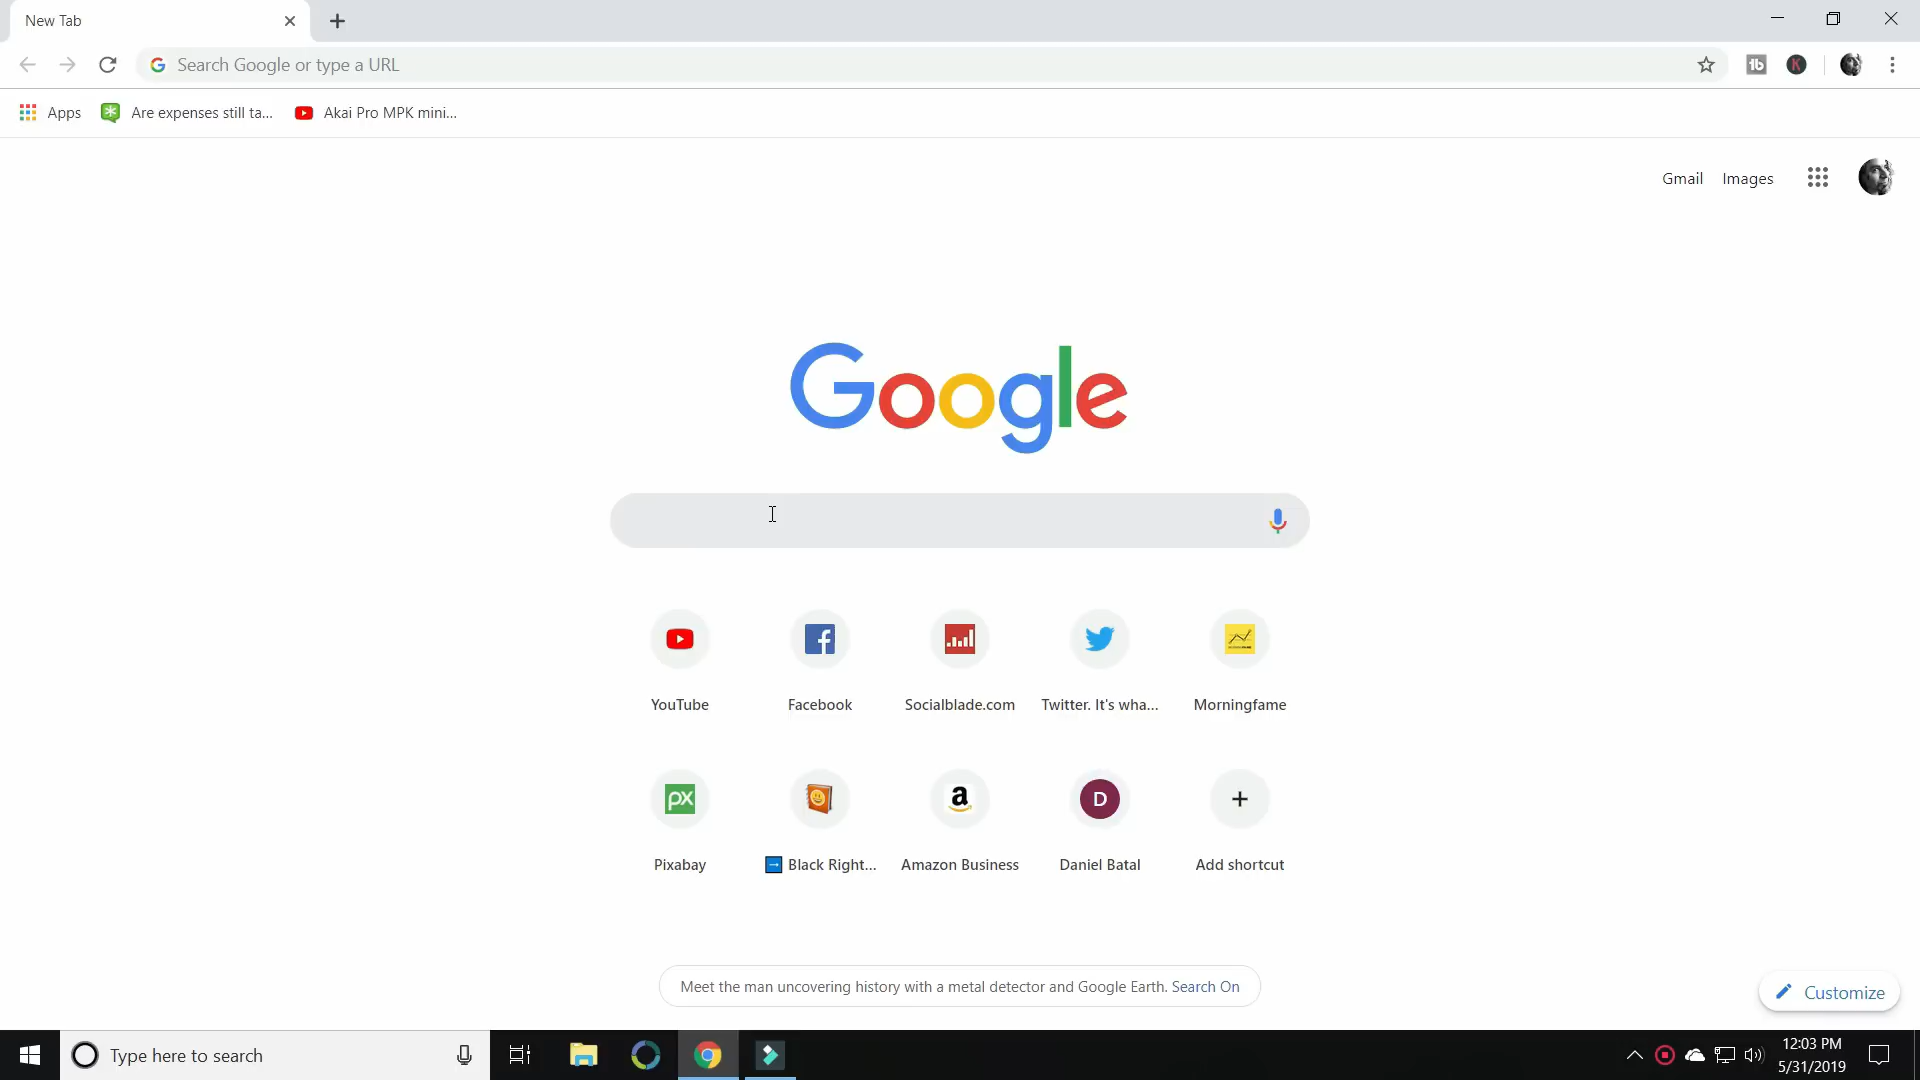 New Tab
Search Google or type a URL
Apps
Are expenses still ta...
Akai Pro MPK mini...
Gmail
Images
Google
YouTube
Facebook
Socialblade.com
Twitter. It's wha...
Morningfame
Pixabay
Black Right...
Amazon Business
D
Daniel Batal
Add shortcut
Meet the man uncovering history with a metal detector and Google Earth. Search On
Customize
Type here to search
12:03 PM
5/31/2019